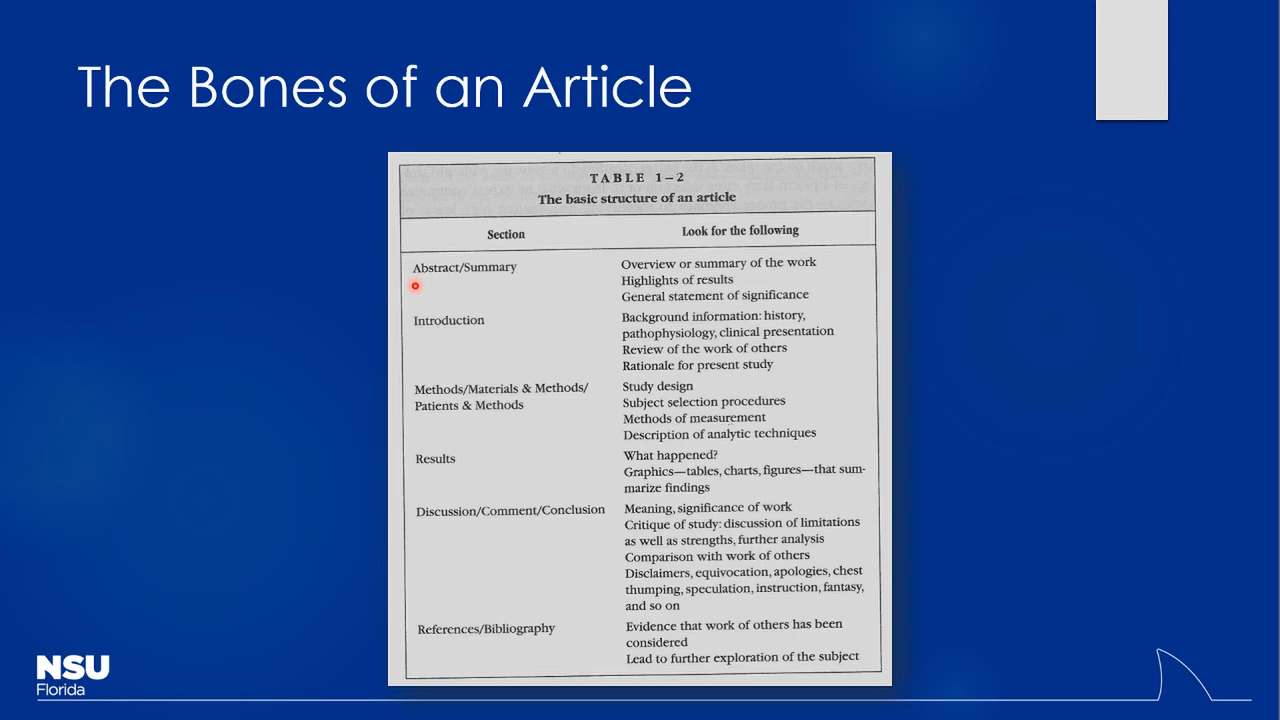 The Bones of an Article
TABLE 1–2
The basic structure of an article
Section Look for the following
Abstract/Summary Overview or summary of the work
Highlights of results
General statement of significance
Introduction Background information: history,
pathophysiology, clinical presentation
Review of the work of others
Rationale for present study
Methods/Materials & Methods/ Study design
Patients & Methods Subject selection procedures
Methods of measurement
Description of analytic techniques
Results What happened?
Graphics—tables, charts, figures—that sum-
marize findings
Discussion/Comment/Conclusion Meaning, significance of work
Critique of study: discussion of limitations
as well as strengths, further analysis
Comparison with work of others
Disclaimers, equivocation, apologies, chest
thumping, speculation, instruction, fantasy,
and so on
References/Bibliography Evidence that work of others has been
considered
Lead to further exploration of the subject
NSU
Florida